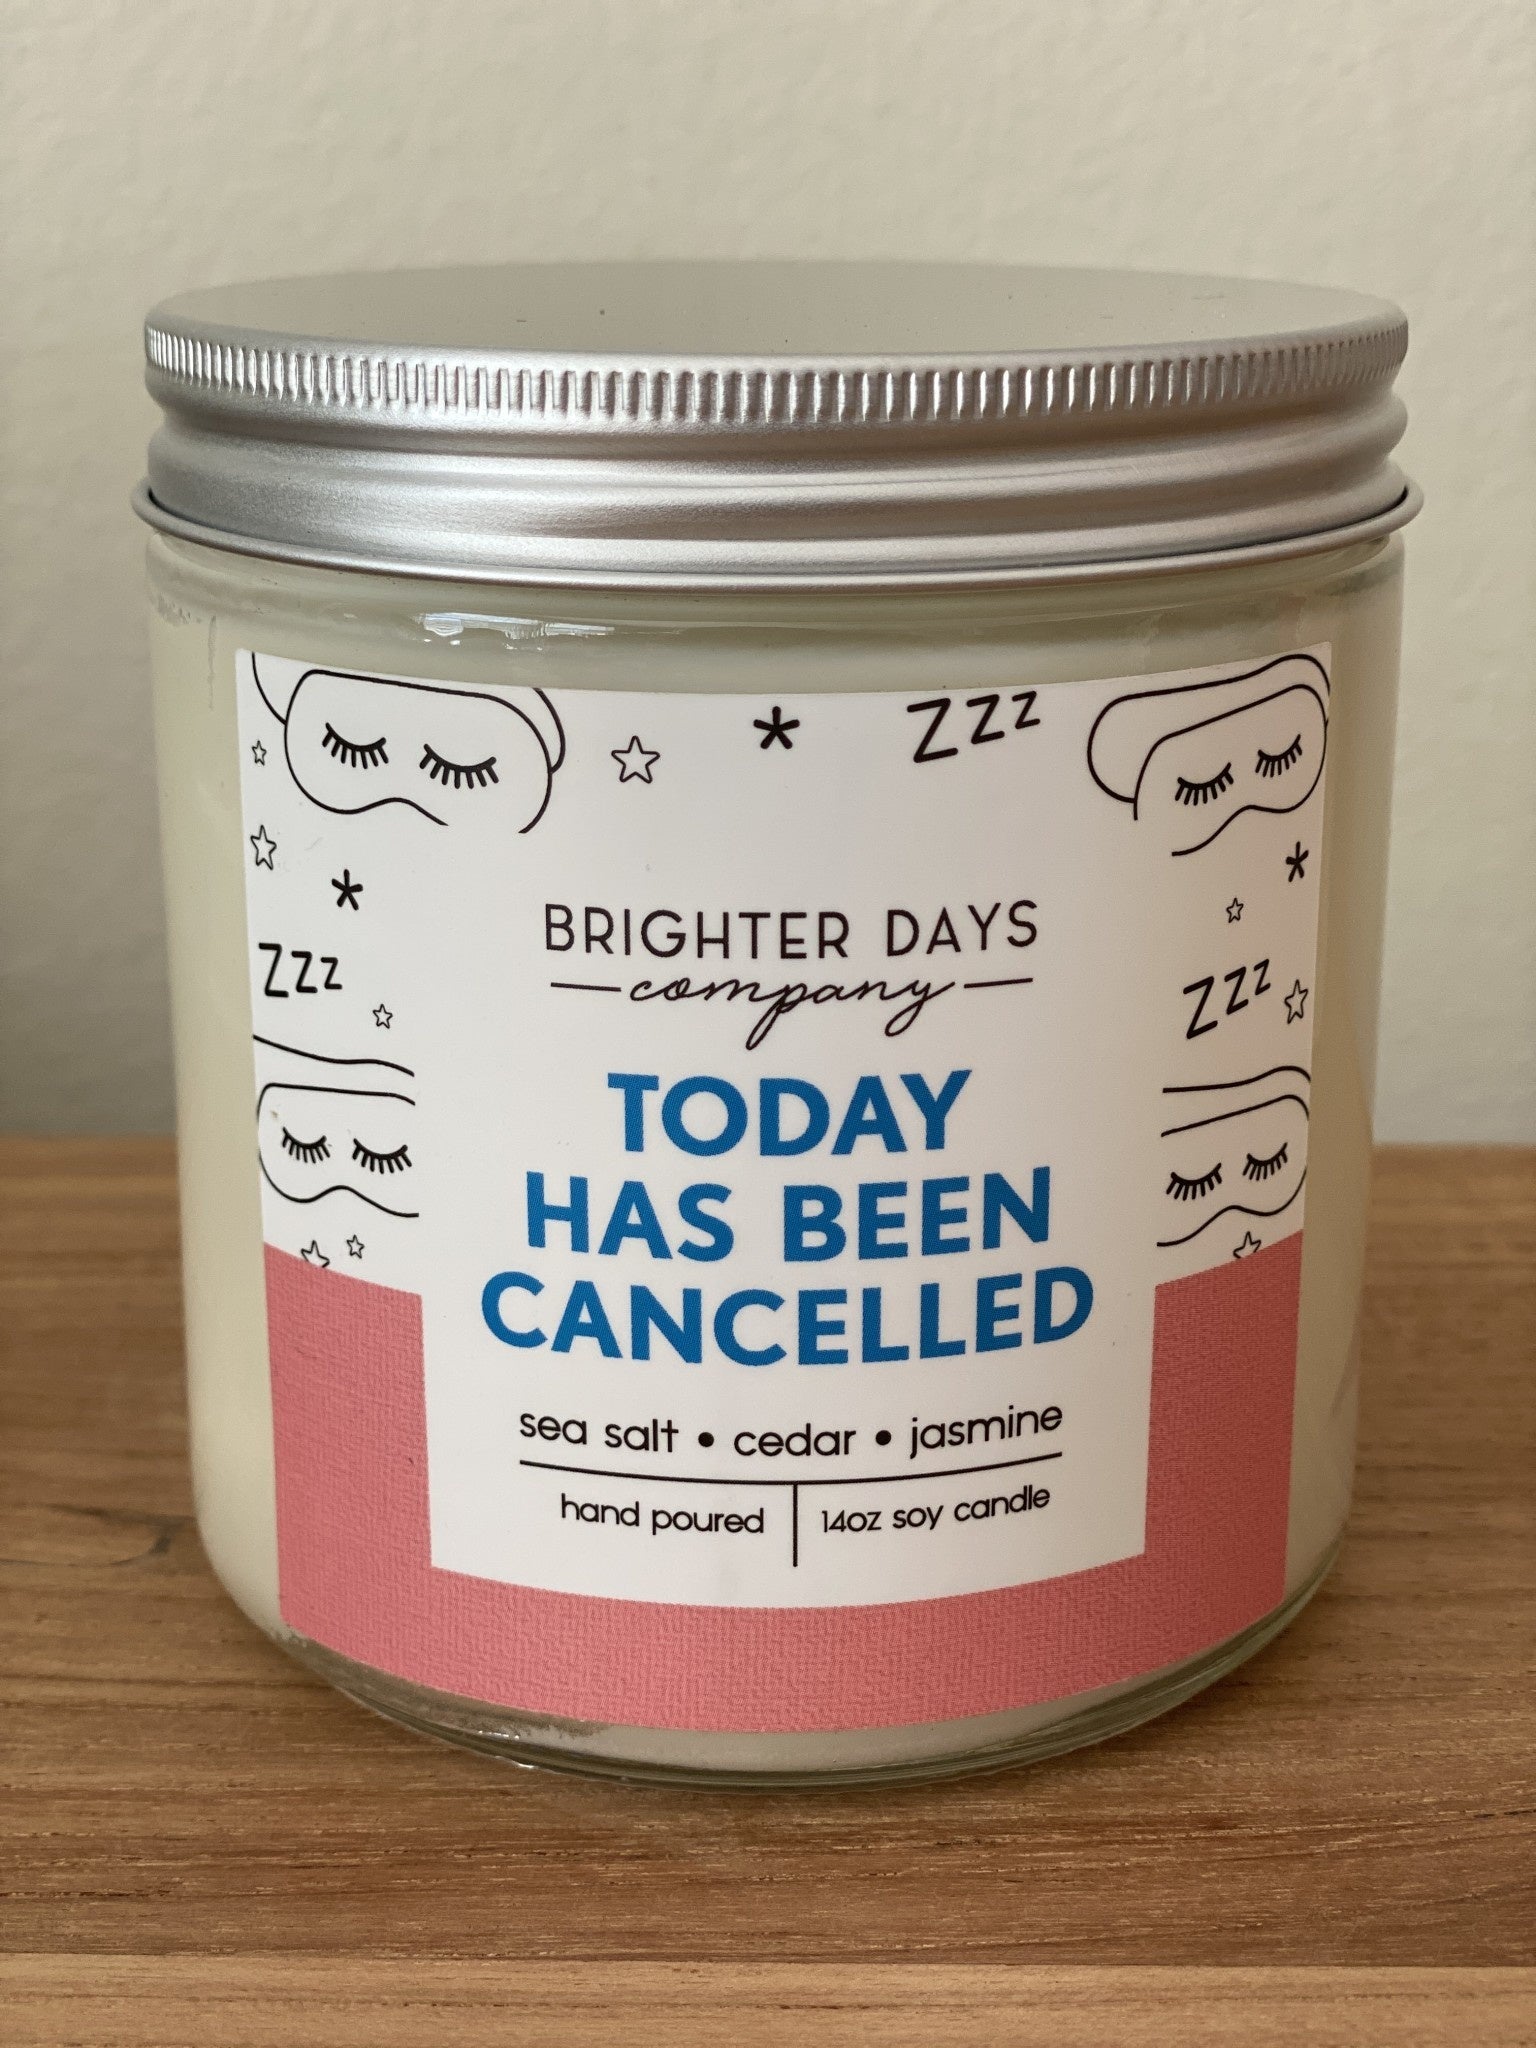 Zzz
BRIGHTER DAYS
company
Zzz
Zzz
TODAY
HAS BEEN
CANCELLED
sea salt • cedar • jasmine
hand poured | 14oz soy candle